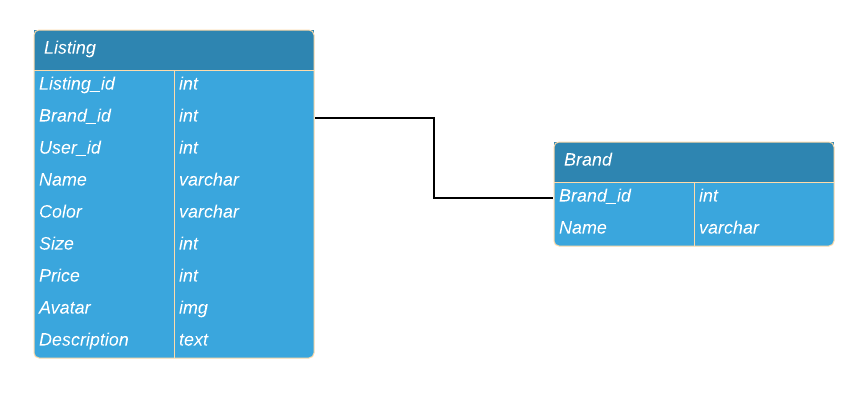 Listing
Listing_id int
Brand_id int
User_id int
Name varchar
Color varchar
Size int
Price int
Avatar img
Description text
Brand
Brand_id int
Name varchar